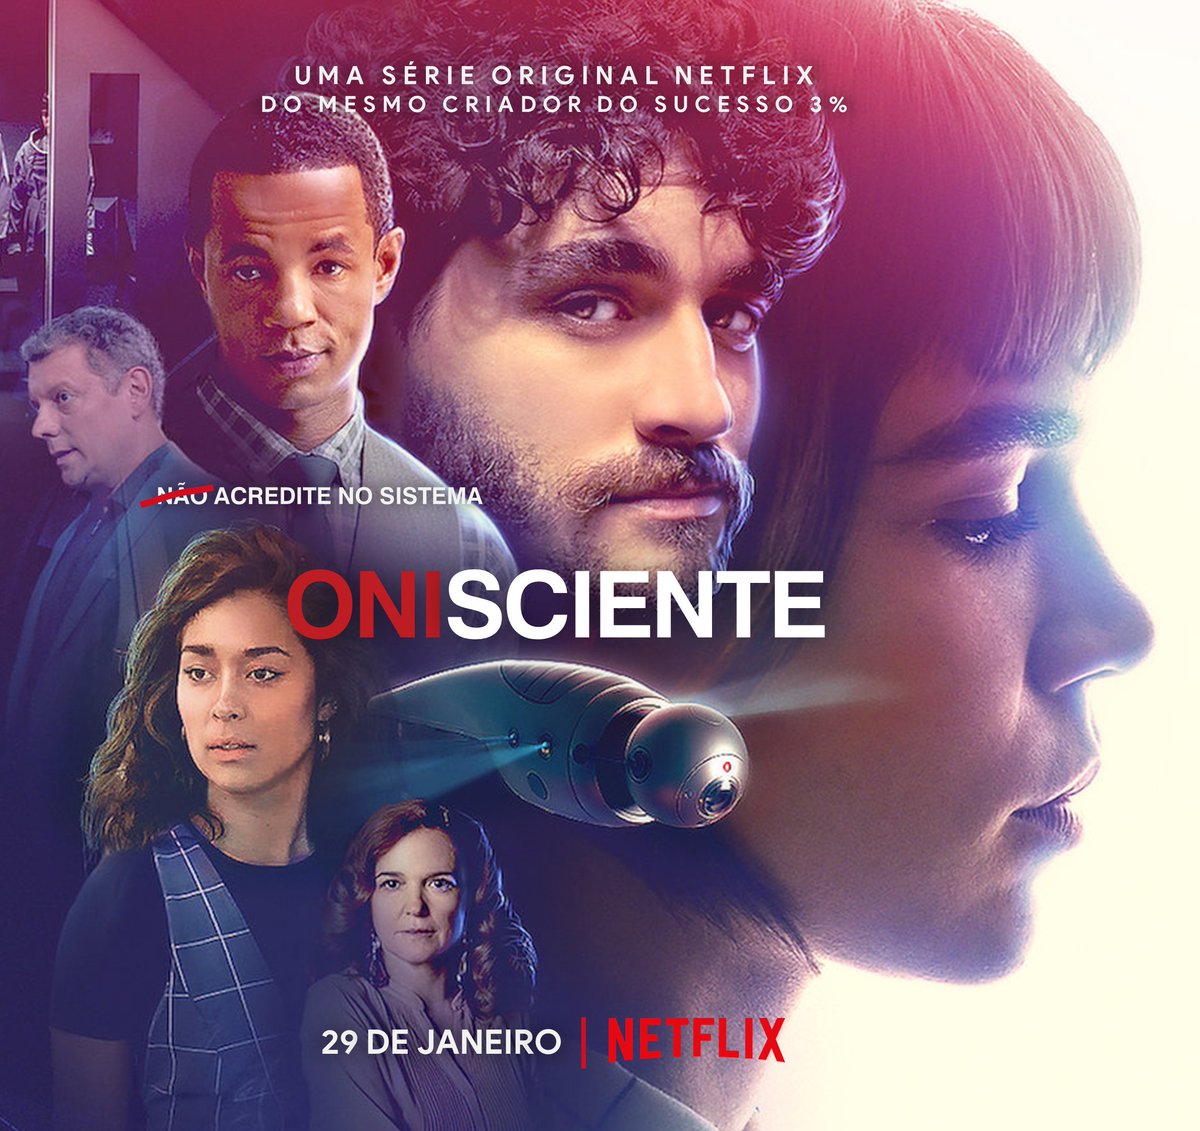 UMA SÉRIE ORIGINAL NETFLIX
DO MESMO CRIADOR DO SUCESSO 3%
NÃO ACREDITE NO SISTEMA
ONISCIENTE
29 DE JANEIRO | NETFLIX